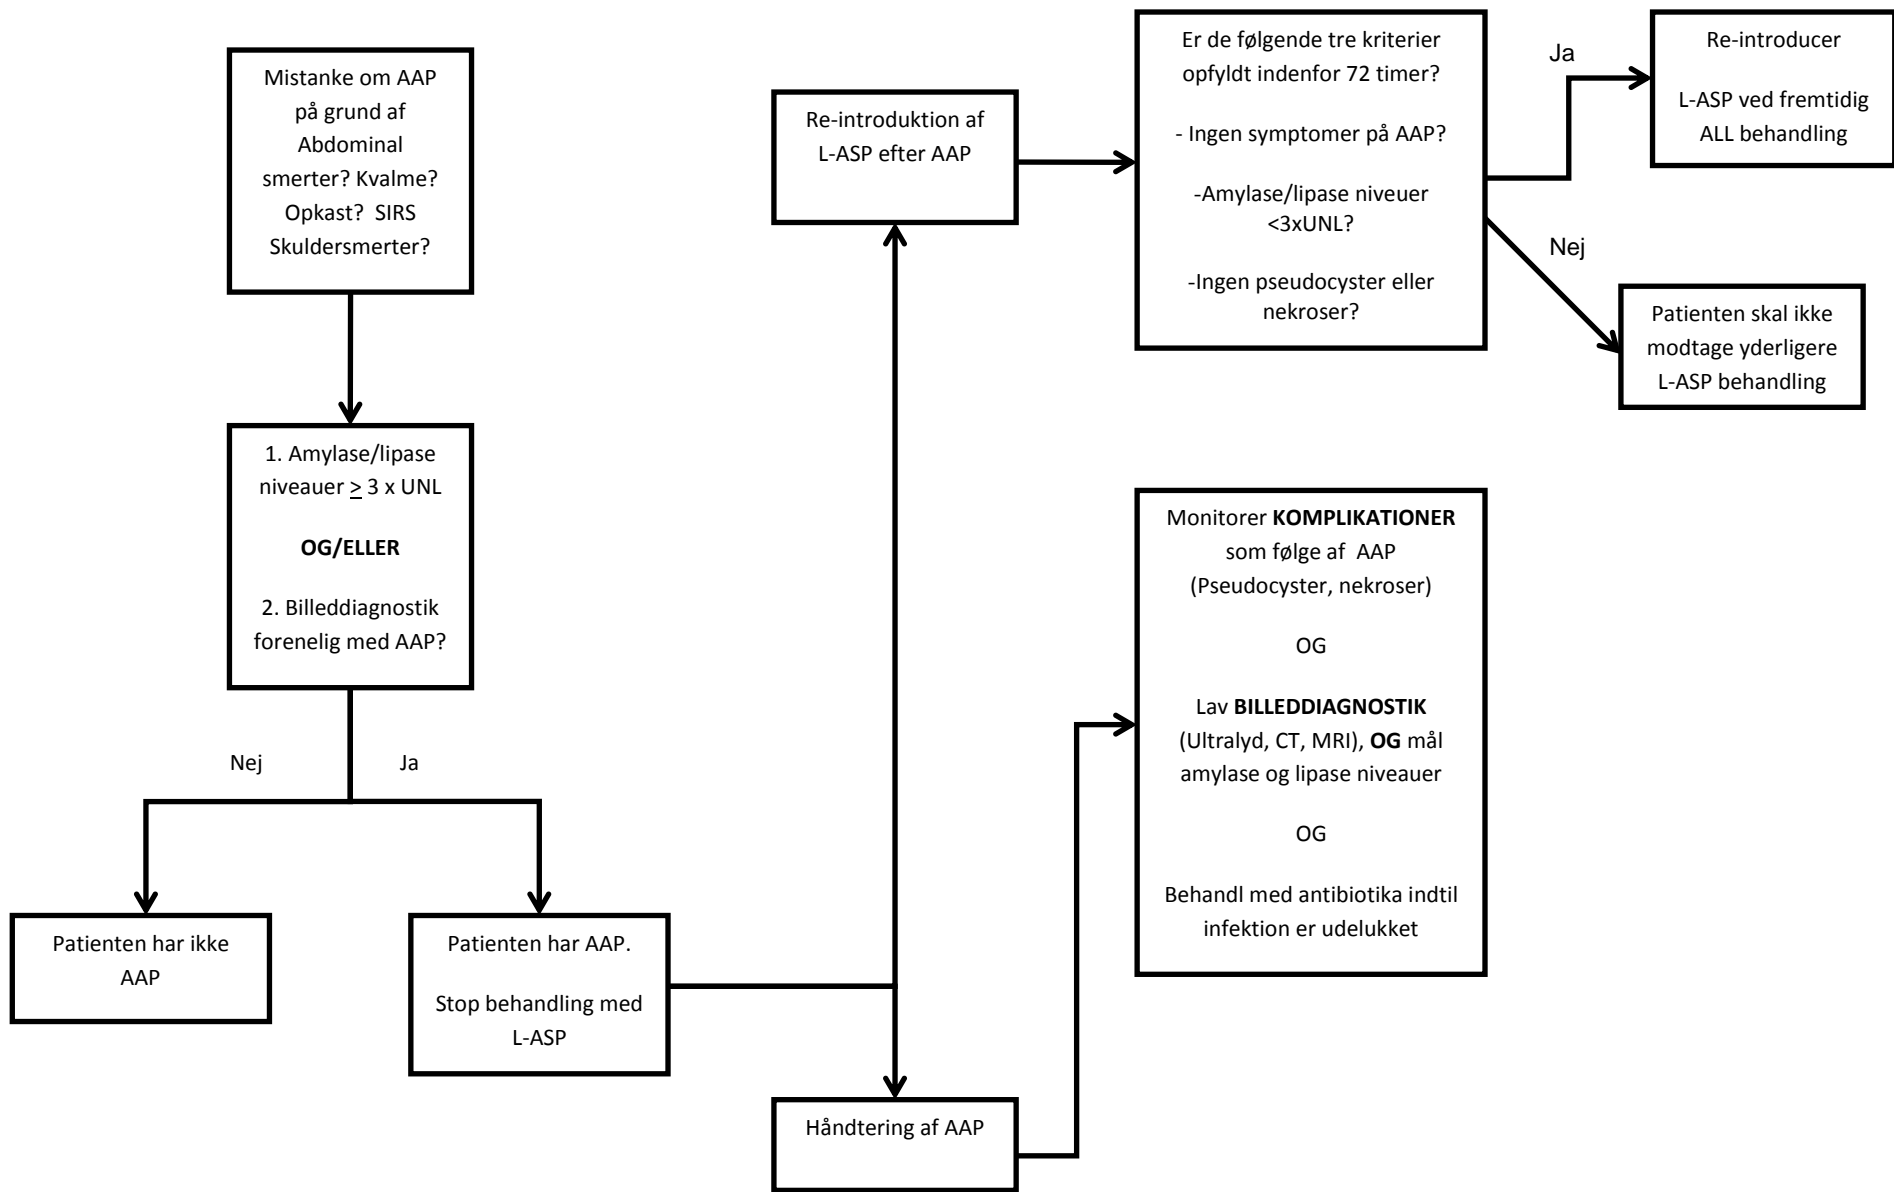 Mistanke om AAP
på grund af
Abdominal
smerter? Kvalme?
Opkast? SIRS
Skuldersmerter?
1. Amylase/lipase
niveauer ≥ 3 x UNL
OG/ELLER
2. Billeddiagnostik
forenelig med AAP?
Nej
Ja
Patienten har ikke
AAP
Patienten har AAP.
Stop behandling med
L-ASP
Re-introduktion af
L-ASP efter AAP
Håndtering af AAP
Er de følgende tre kriterier
opfyldt indenfor 72 timer?
- Ingen symptomer på AAP?
-Amylase/lipase niveuer
<3xUNL?
-Ingen pseudocyster eller
nekroser?
Ja
Nej
Re-introducer
L-ASP ved fremtidig
ALL behandling
Patienten skal ikke
modtage yderligere
L-ASP behandling
Monitorer KOMPLIKATIONER
som følge af AAP
(Pseudocyster, nekroser)
OG
Lav BILLEDDIAGNOSTIK
(Ultralyd, CT, MRI), OG mål
amylase og lipase niveauer
OG
Behandl med antibiotika indtil
infektion er udelukket